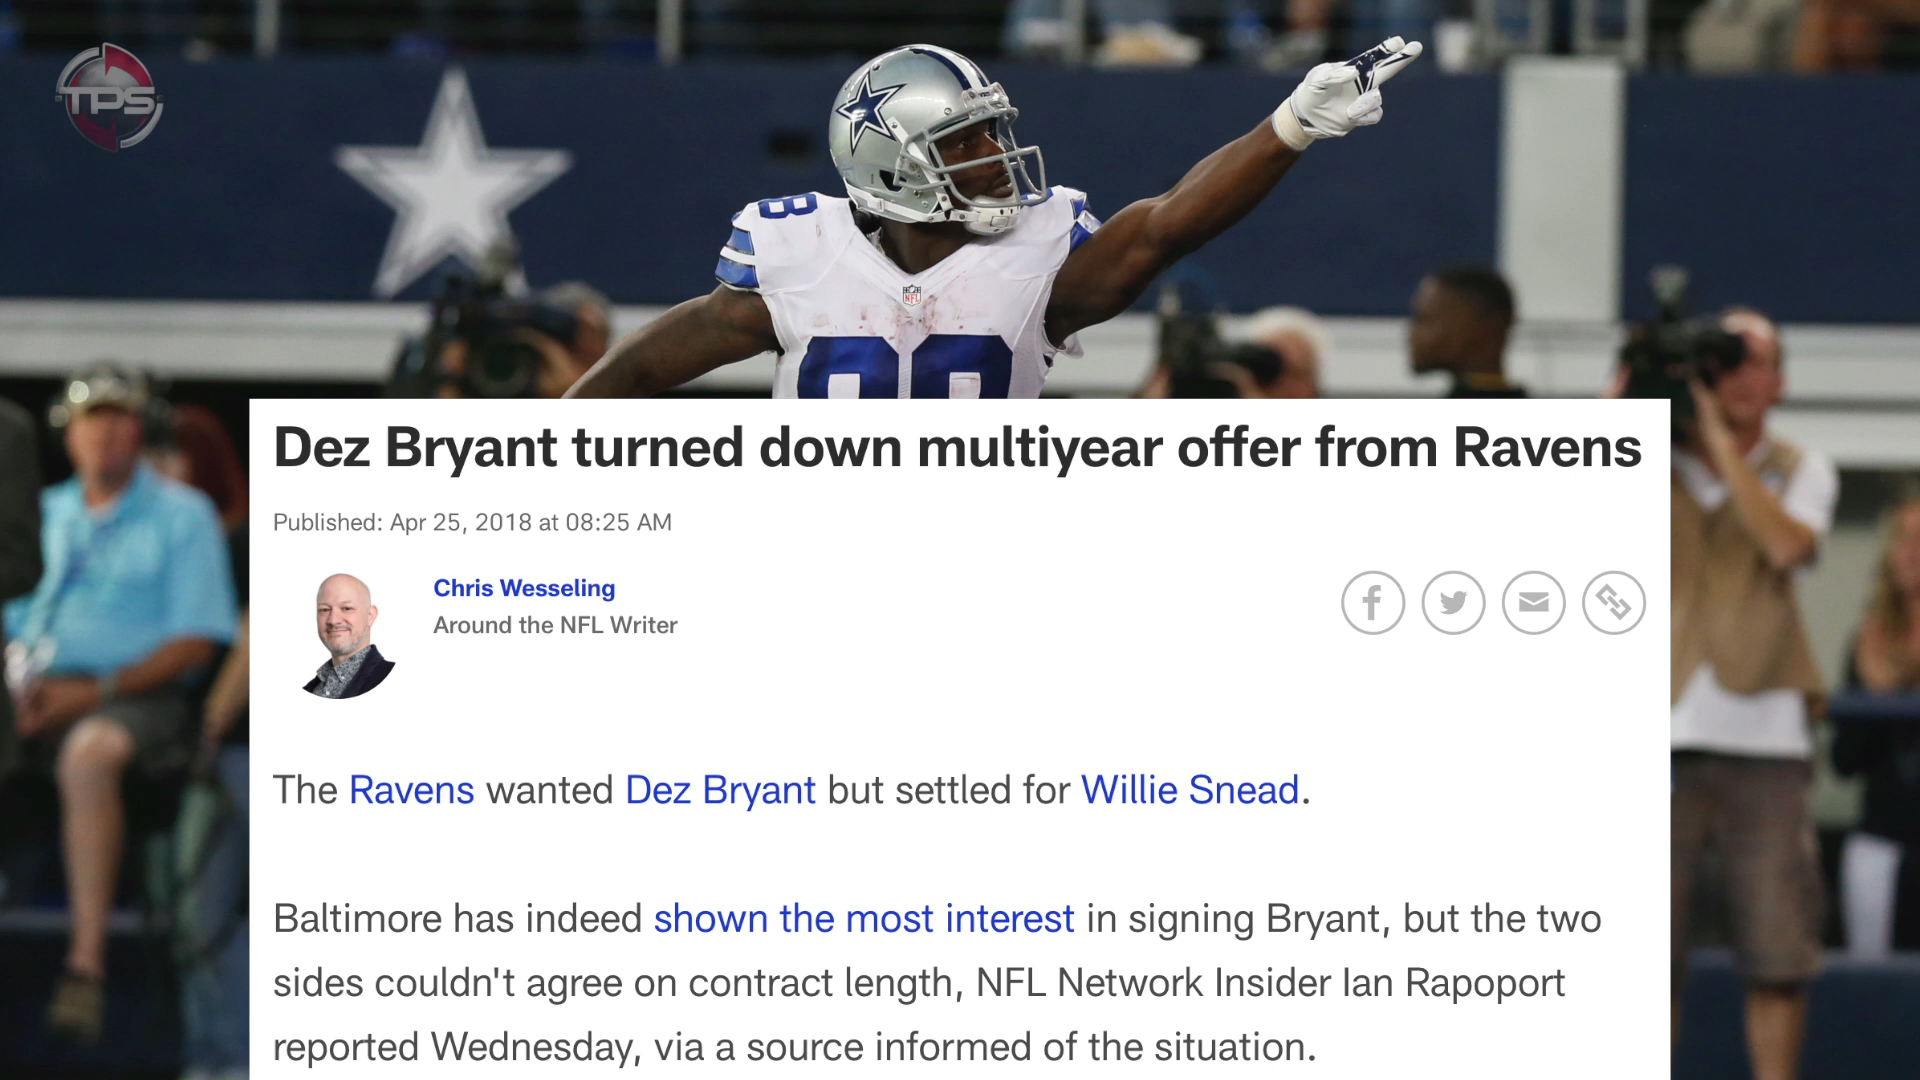 TPS
8
NFL
88
Dez Bryant turned down multiyear offer from Ravens
Published: Apr 25, 2018 at 08:25 AM
Chris Wesseling
Around the NFL Writer
The Ravens wanted Dez Bryant but settled for Willie Snead.
Baltimore has indeed shown the most interest in signing Bryant, but the two
sides couldn't agree on contract length, NFL Network Insider Ian Rapoport
reported Wednesday, via a source informed of the situation.